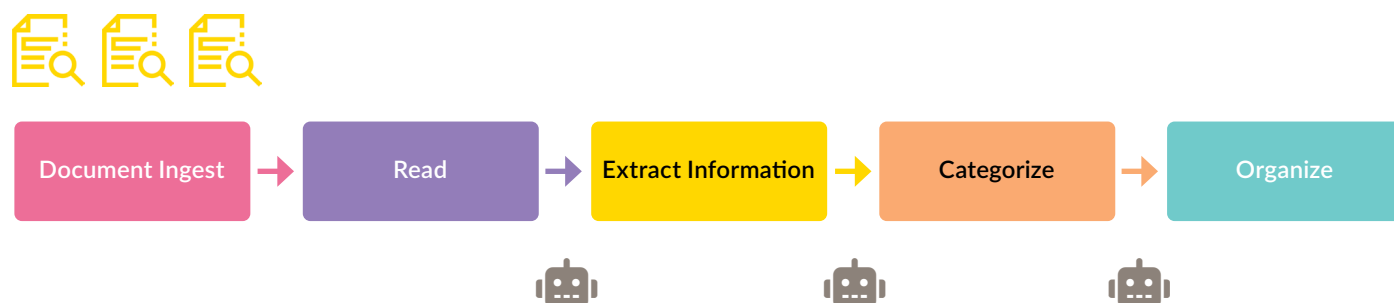 Document Ingest
Read
Extract Information
Categorize
Organize